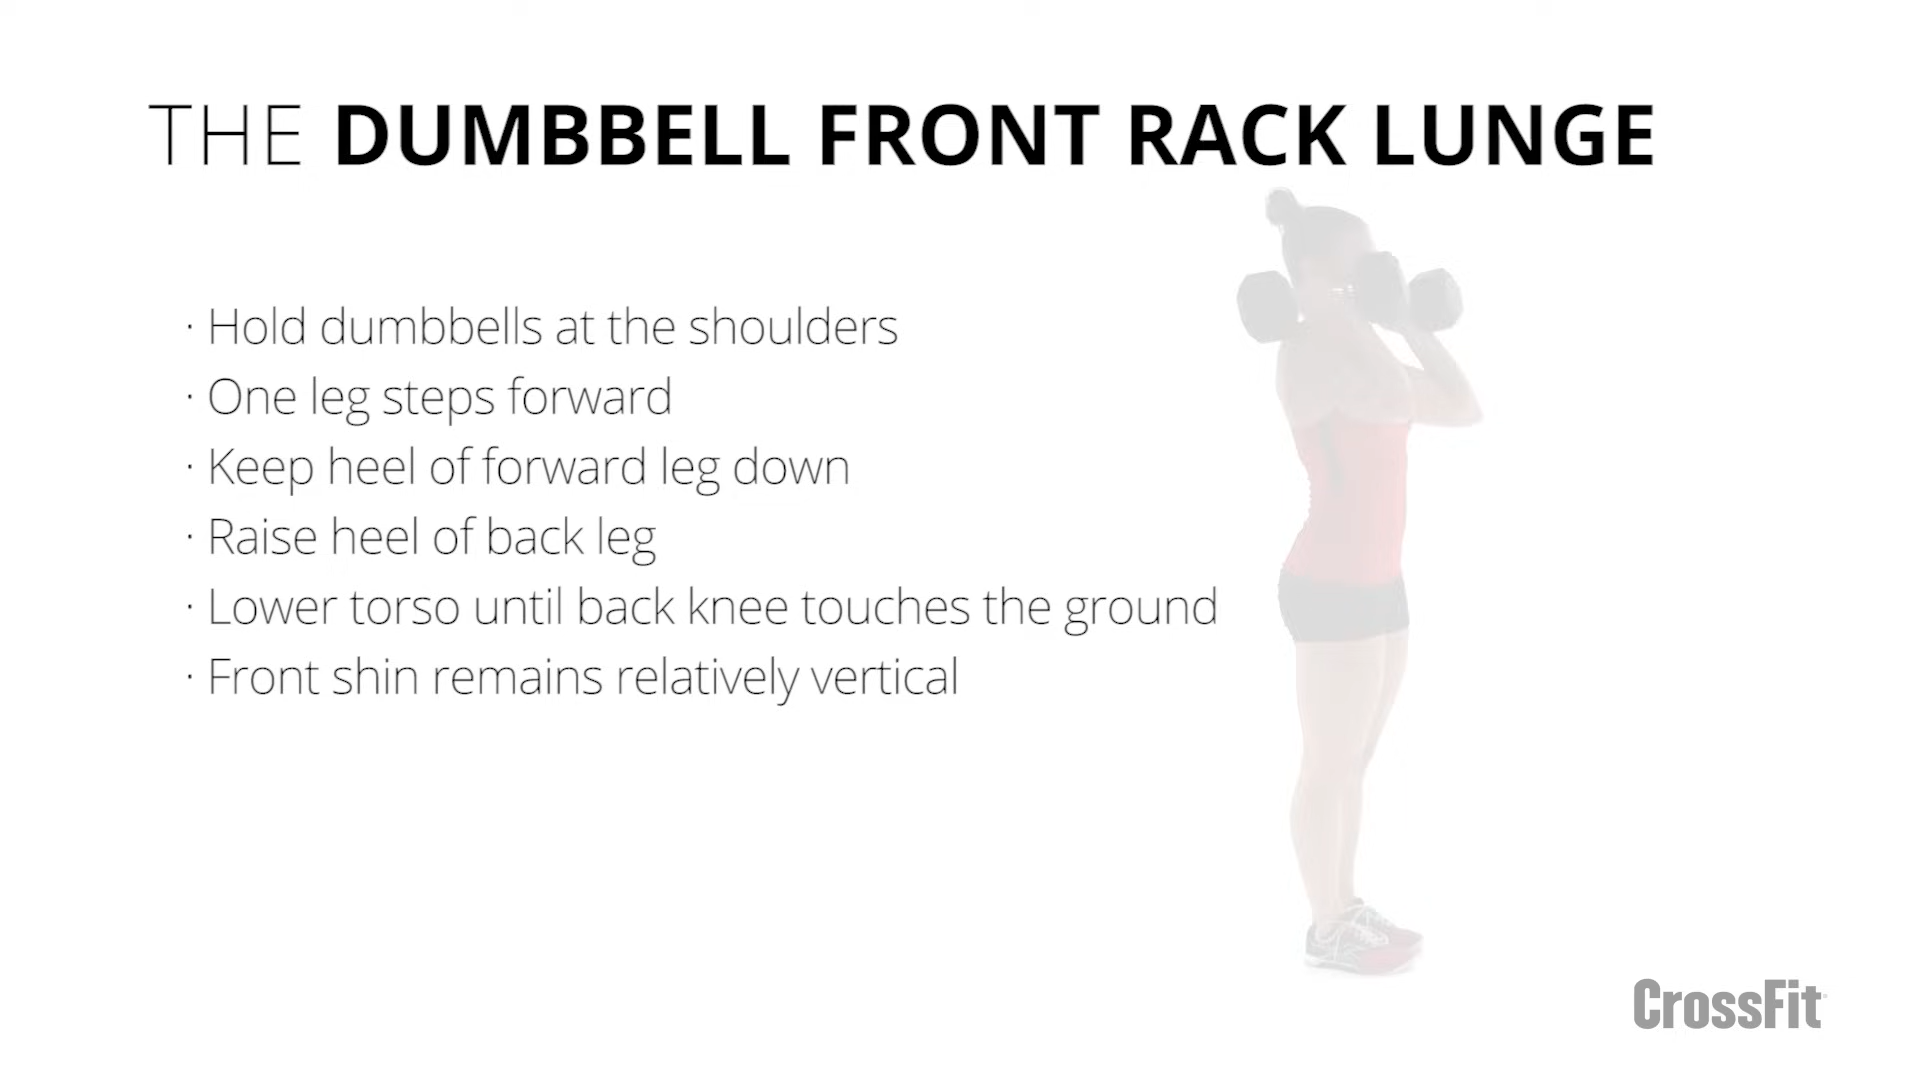 THE DUMBBELL FRONT RACK LUNGE
· Hold dumbbells at the shoulders
· One leg steps forward
· Keep heel of forward leg down
· Raise heel of back leg
· Lower torso until back knee touches the ground
· Front shin remains relatively vertical
CrossFit